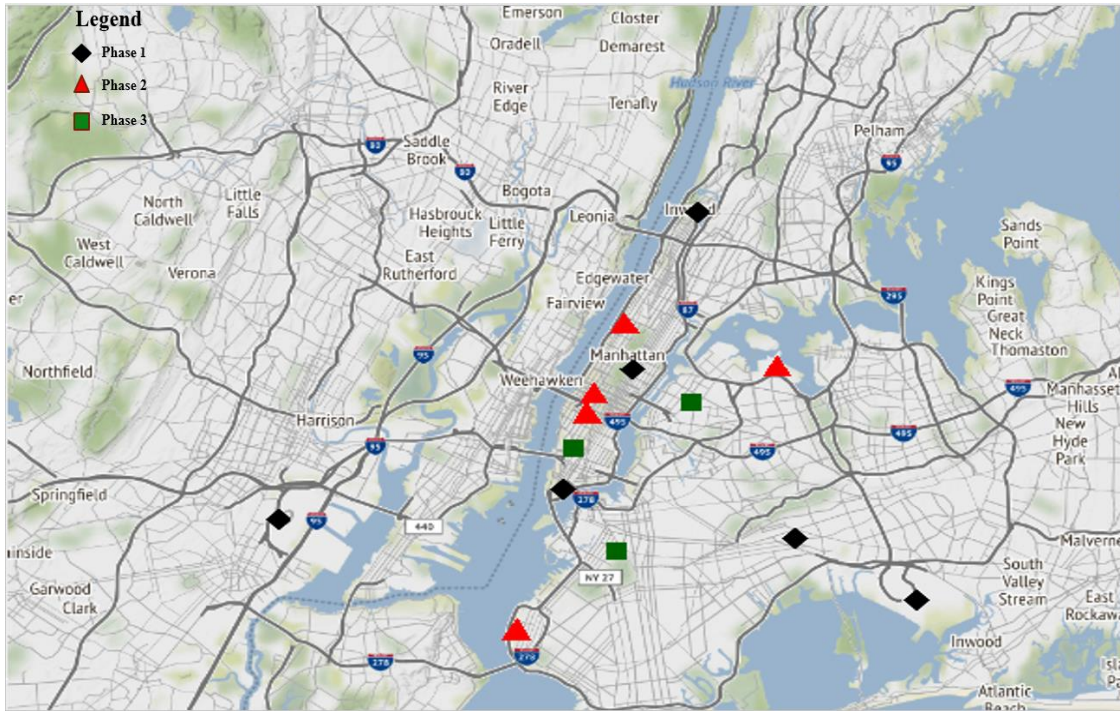 Legend
Phase 1
Phase 2
Phase 3
Emerson
Closter
Oradell
Demarest
River
Edge
Hudson River
Tenafly
Pelham
80
Saddle
Brook
95
80
Bogota
North
Caldwell
Little
Falls
Hasbrouck
Heights
Little
Ferry
Leonia
Inwood
Sands
Point
West
Caldwell
Verona
East
Rutherford
Edgewater
Kings
Point
Great
Neck
Thomaston
er
Fairview
87
295
95
Manhattan
Northfield
Weehawken
495
Manhasset
Hills
New
Hyde
Park
Harrison
495
495
95
495
Springfield
278
440
95
ainside
Malverne
Garwood
Clark
NY 27
South
Valley
Stream
East
Rockawa
Inwood
278
278
Atlantic
Beach